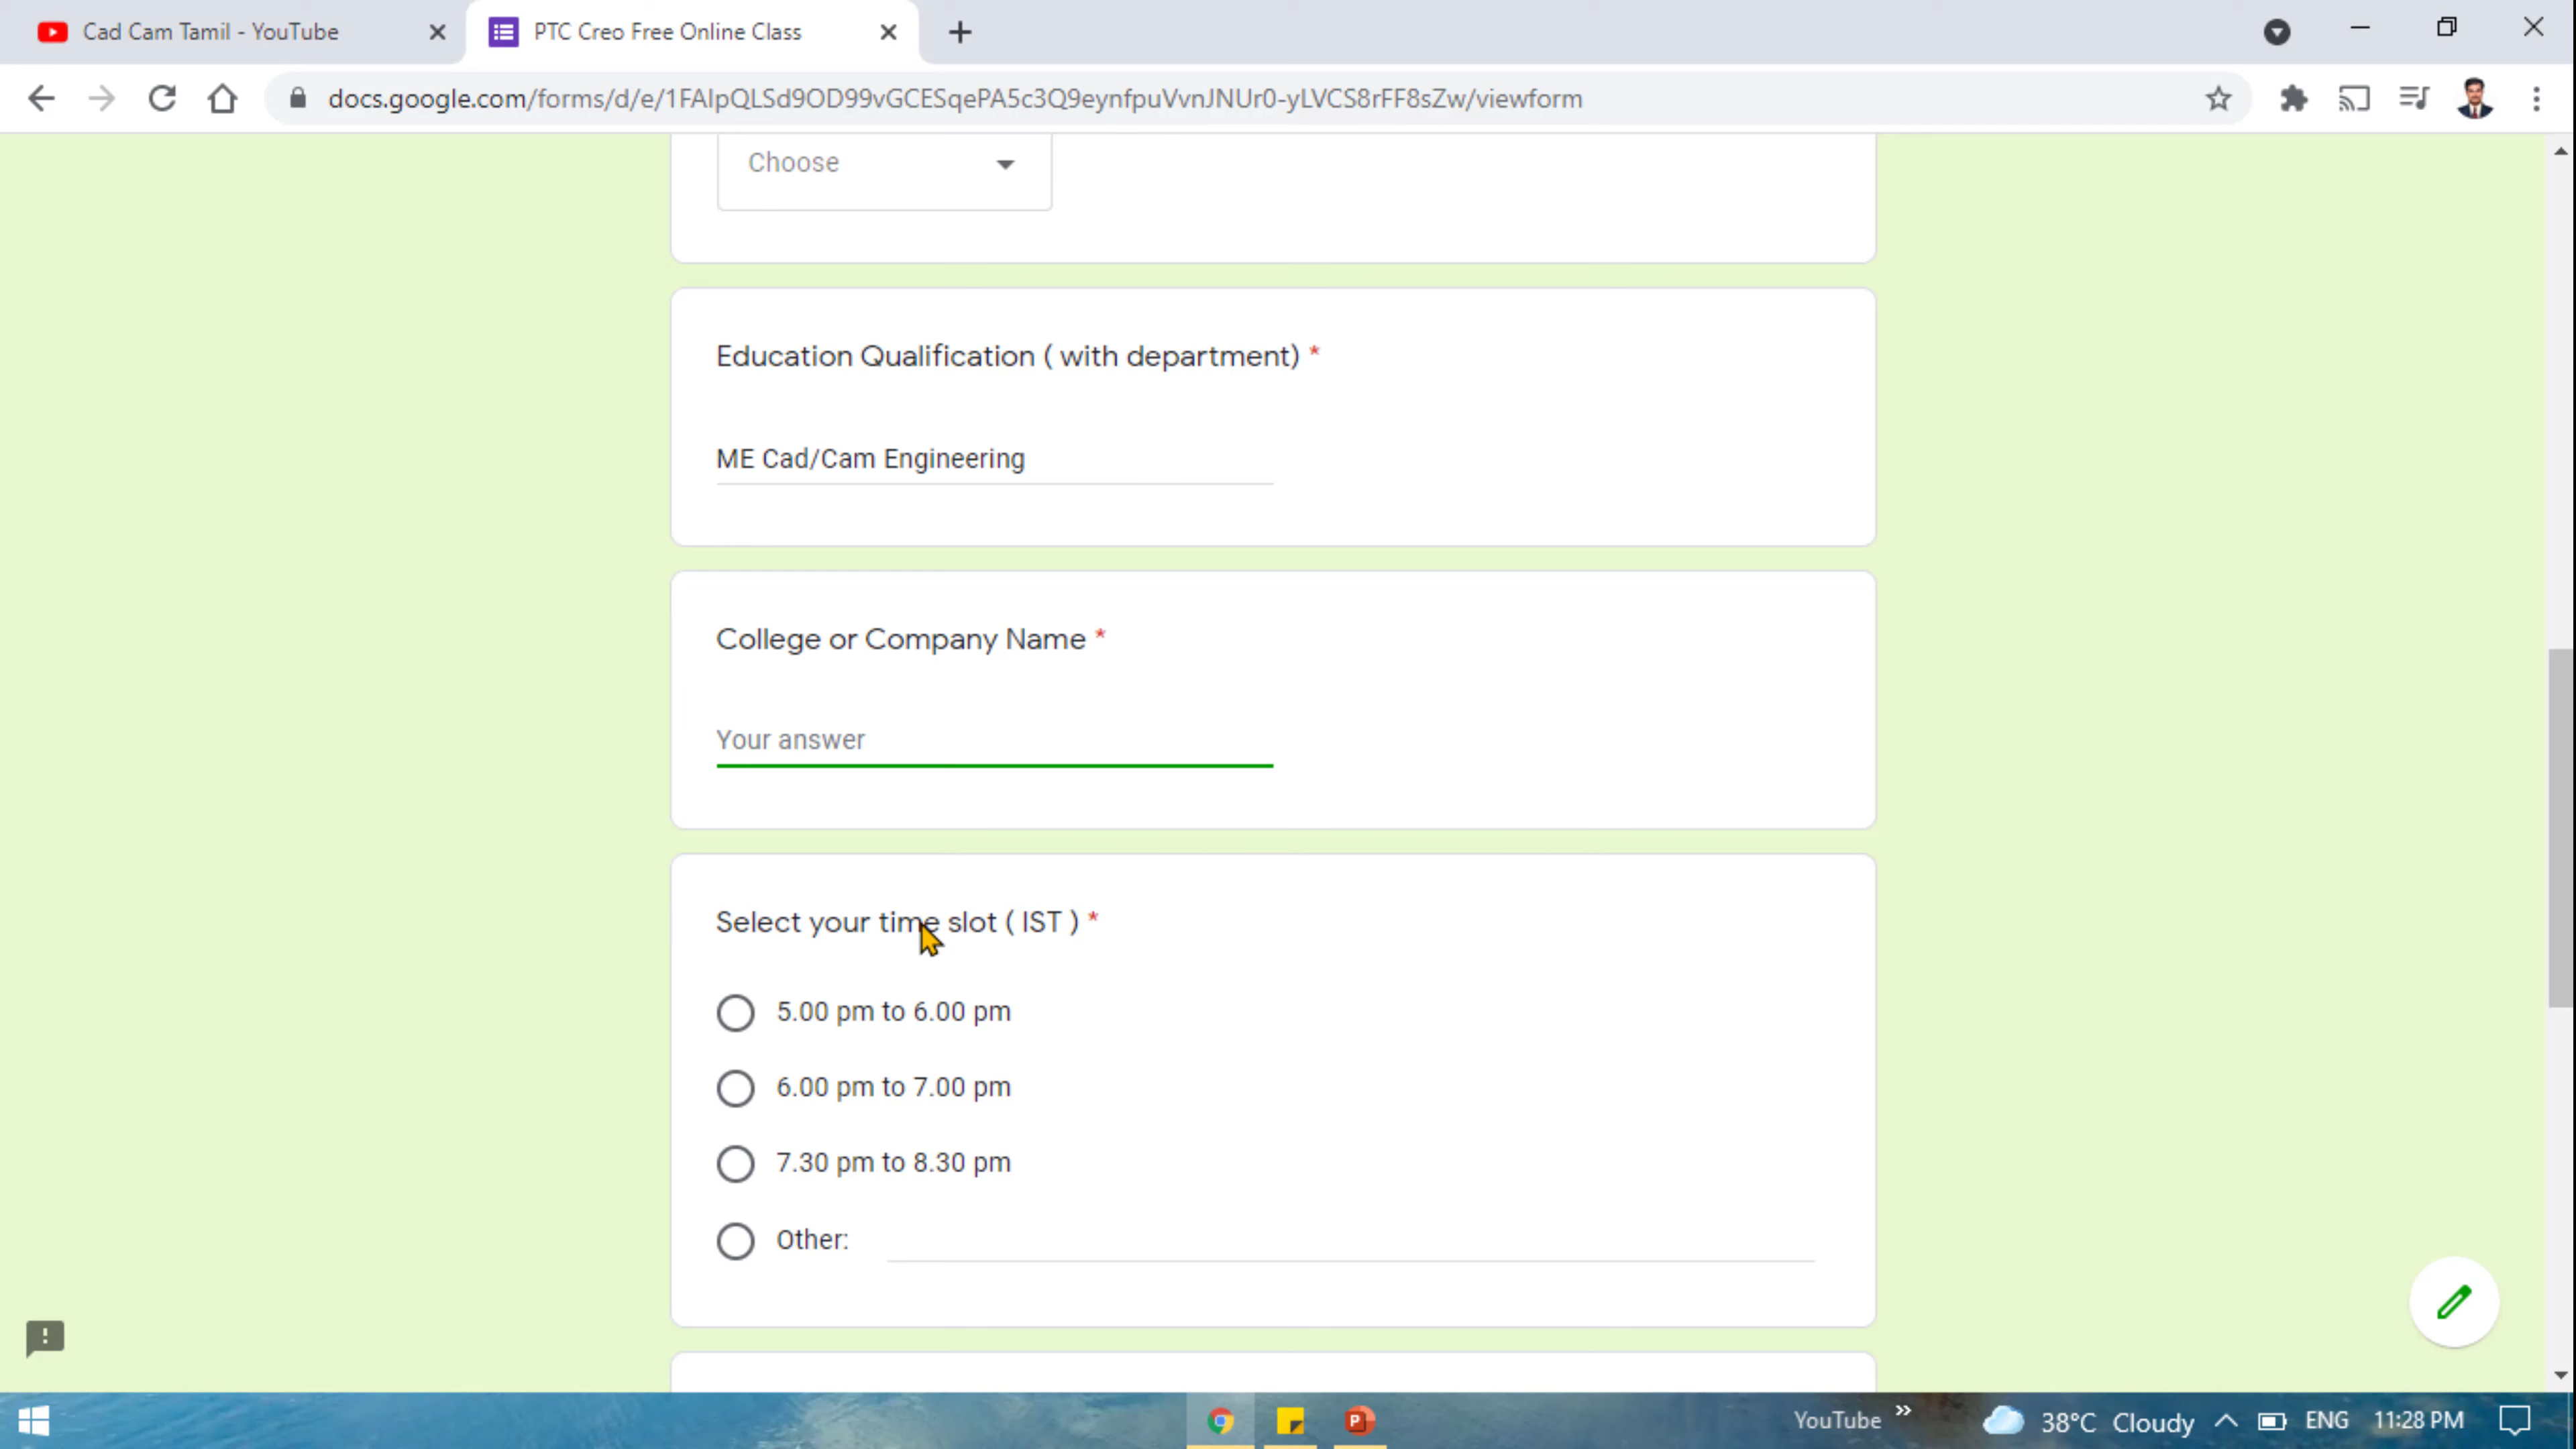 Cad Cam Tamil - YouTube
PTC Creo Free Online Class
docs.google.com/forms/d/e/1FAIpQLSd9OD99vGCESqePA5c3Q9eynfpuVvnJNUr0-yLVCS8rFF8sZw/viewform
Choose
Education Qualification ( with department) *
ME Cad/Cam Engineering
College or Company Name *
Your answer
Select your time slot ( IST ) *
5.00 pm to 6.00 pm
6.00 pm to 7.00 pm
7.30 pm to 8.30 pm
Other:
YouTube
38°C Cloudy
ENG
11:28 PM